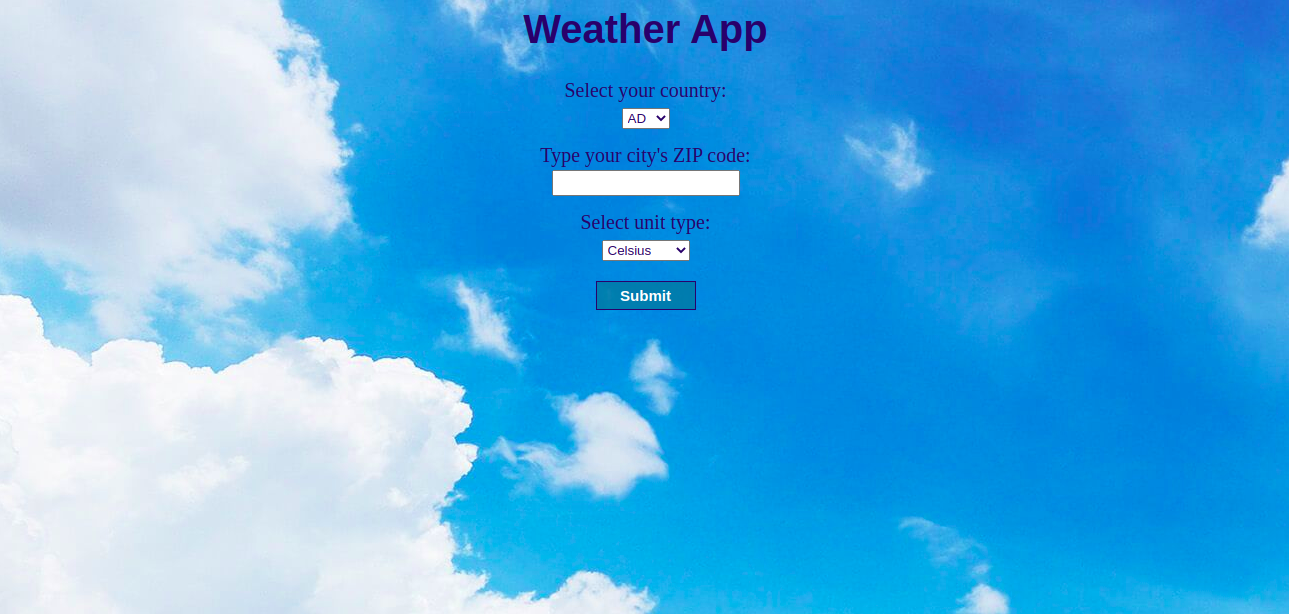 Weather App
Select your country:
AD
Type your city's ZIP code:
Select unit type:
Celsius
Submit